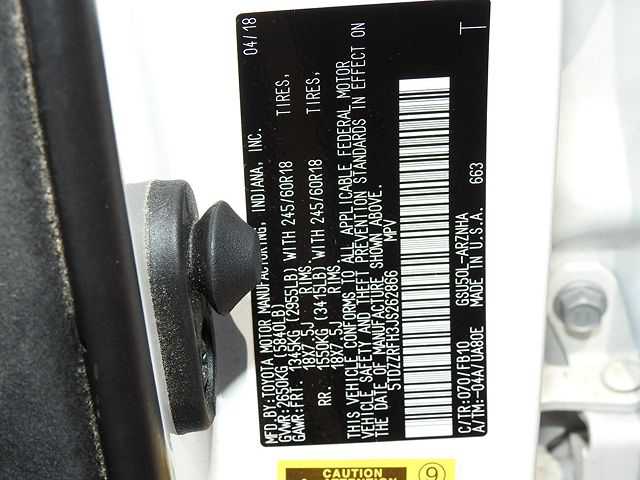 MFD.BY:TOYOTA MOTOR MANUFACTURING, INDIANA, INC. 04/18
GVWR:2650KG (5840LB)
GAWR:FRT. 1345KG (2955LB) WITH 245/60R18 TIRES,
18X7.5J RIMS,
RR. 1550KG (3415LB) WITH 245/60R18 TIRES,
18X7.5J RIMS.
THIS VEHICLE CONFORMS TO ALL APPLICABLE FEDERAL MOTOR
VEHICLE SAFETY AND THEFT PREVENTION STANDARDS IN EFFECT ON
THE DATE OF MANUFACTURE SHOWN ABOVE.
5TDZZRFH3JS262866 MPV
C/TR:070/FB10 GSU50L-ARZNHA T
A/TM:-04A/UA80E MADE IN U.S.A. 663
CAUTION 9